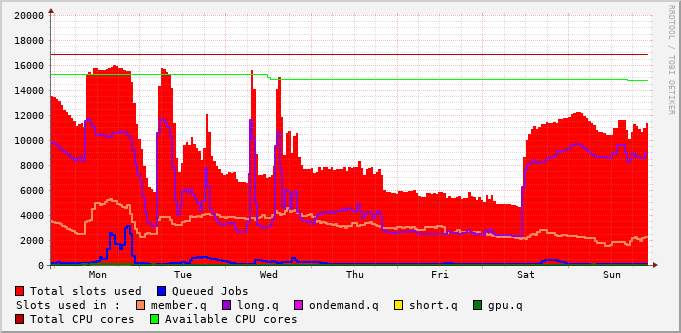 20000
18000
16000
14000
12000
10000
8000
6000
4000
2000
0
Mon Tue Wed Thu Fri Sat Sun
RRDTOOL / TOBI OETIKER
Total slots used Queued Jobs
Slots used in : member.q long.q ondemand.q short.q gpu.q
Total CPU cores Available CPU cores